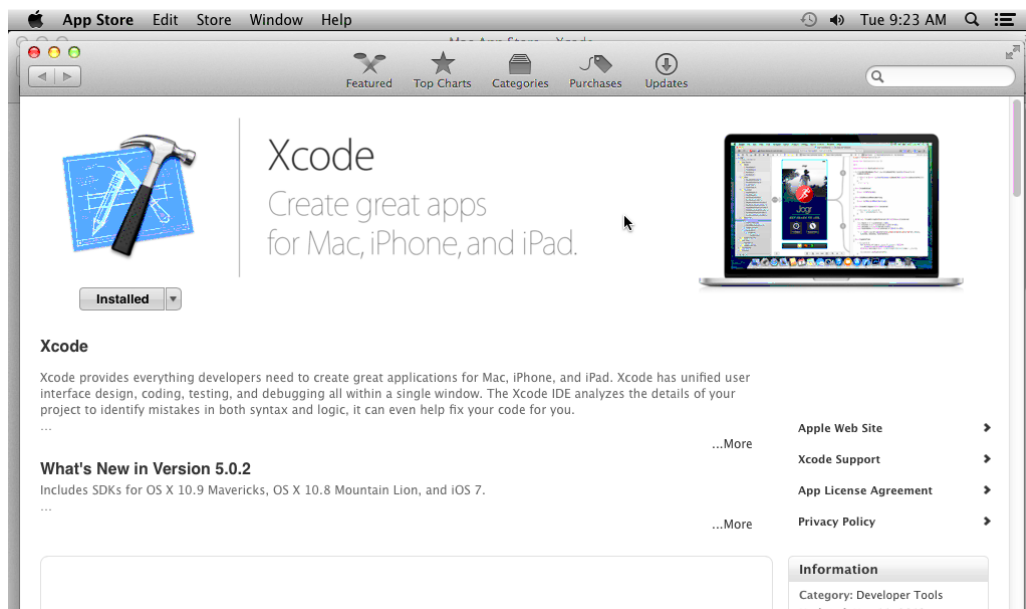 App Store Edit Store Window Help Tue 9:23 AM
Featured Top Charts Categories Purchases Updates
Xcode
Create great apps
for Mac, iPhone, and iPad.
Installed
Xcode
Xcode provides everything developers need to create great applications for Mac, iPhone, and iPad. Xcode has unified user
interface design, coding, testing, and debugging all within a single window. The Xcode IDE analyzes the details of your
project to identify mistakes in both syntax and logic, it can even help fix your code for you.
...
...More
What's New in Version 5.0.2
Includes SDKs for OS X 10.9 Mavericks, OS X 10.8 Mountain Lion, and iOS 7.
...
...More
Apple Web Site
Xcode Support
App License Agreement
Privacy Policy
Information
Category: Developer Tools